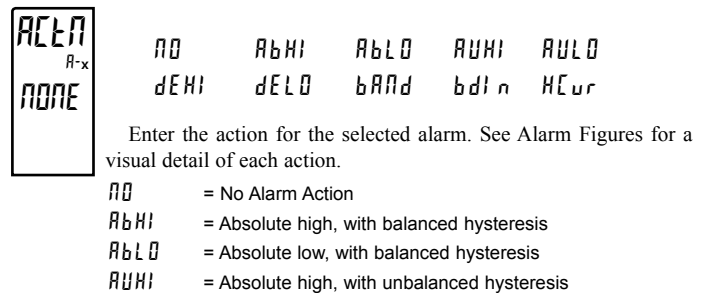 ACtN
A-x
NONE
NO AbHI AbLO AUHI AULO
dEHI dELO bANd bdIn HCur
Enter the action for the selected alarm. See Alarm Figures for a
visual detail of each action.
NO = No Alarm Action
AbHI = Absolute high, with balanced hysteresis
AbLO = Absolute low, with balanced hysteresis
AUHI = Absolute high, with unbalanced hysteresis